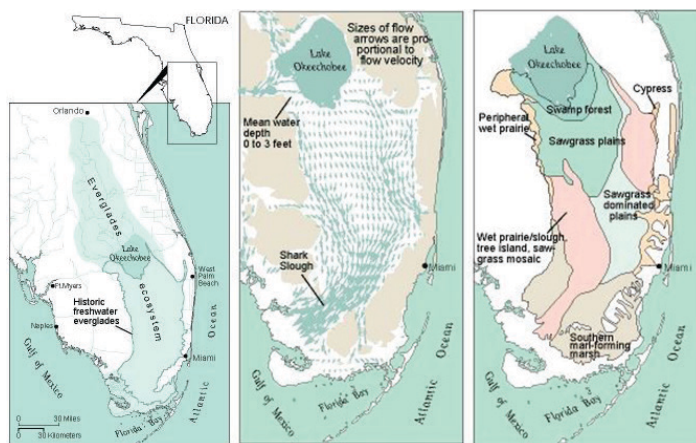 FLORIDA
Orlando
Everglades
Lake
Okeechobee
ecosystem
West
Palm
Beach
Ft.Myers
Historic
freshwater
everglades
Naples
Miami
Gulf of Mexico
Atlantic Ocean
0 30 Miles
0 30 Kilometers
Lake
Okeechobee
Sizes of flow
arrows are pro-
portional to
flow velocity
Mean water
depth
0 to 3 feet
Shark
Slough
Miami
Gulf of Mexico
Florida Bay
Atlantic Ocean
Lake
Okeechobee
Cypress
Peripheral
wet prairie
Swamp forest
Sawgrass plains
Sawgrass
dominated
plains
Wet prairie/slough,
tree island, saw-
grass mosaic
Miami
Southern
marl-forming
marsh
Gulf of Mexico
Florida Bay
Atlantic Ocean